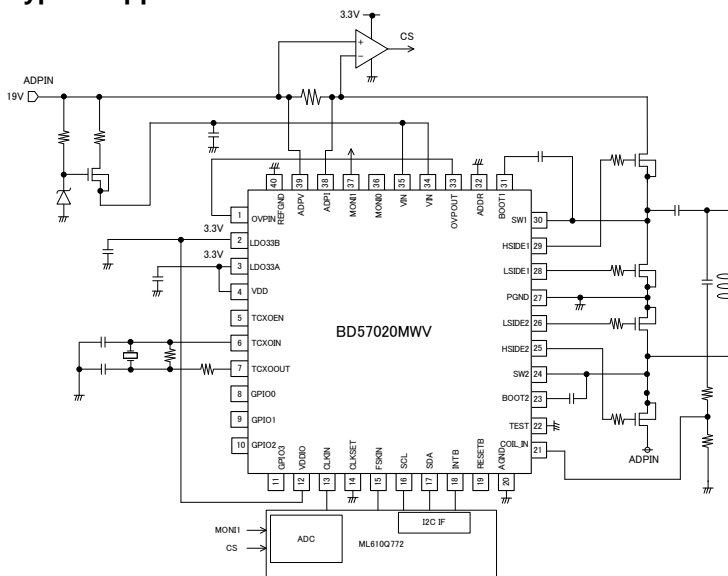 3.3V
CS
ADPIN
19V
40 39 38 37 36 35 34 33 32 31
REFGND ADPV ADPI MONI1 MONI0 VIN VIN OVPOUT ADDR BOOT1
1 OVPIN
3.3V
2 LDO33B
3.3V
3 LDO33A
4 VDD
5 TCXOEN
6 TCXOIN
7 TCXOOUT
8 GPIO0
9 GPIO1
10 GPIO2
BD57020MWV
SW1 30
HSIDE1 29
LSIDE1 28
PGND 27
LSIDE2 26
HSIDE2 25
SW2 24
BOOT2 23
TEST 22
COIL_IN 21
ADPIN
GPIO3 VDDIO CLKIN CLKSET FSKIN SCL SDA INTB RESETB AGND
11 12 13 14 15 16 17 18 19 20
I2C IF
MONI1
ADC
ML610Q772
CS